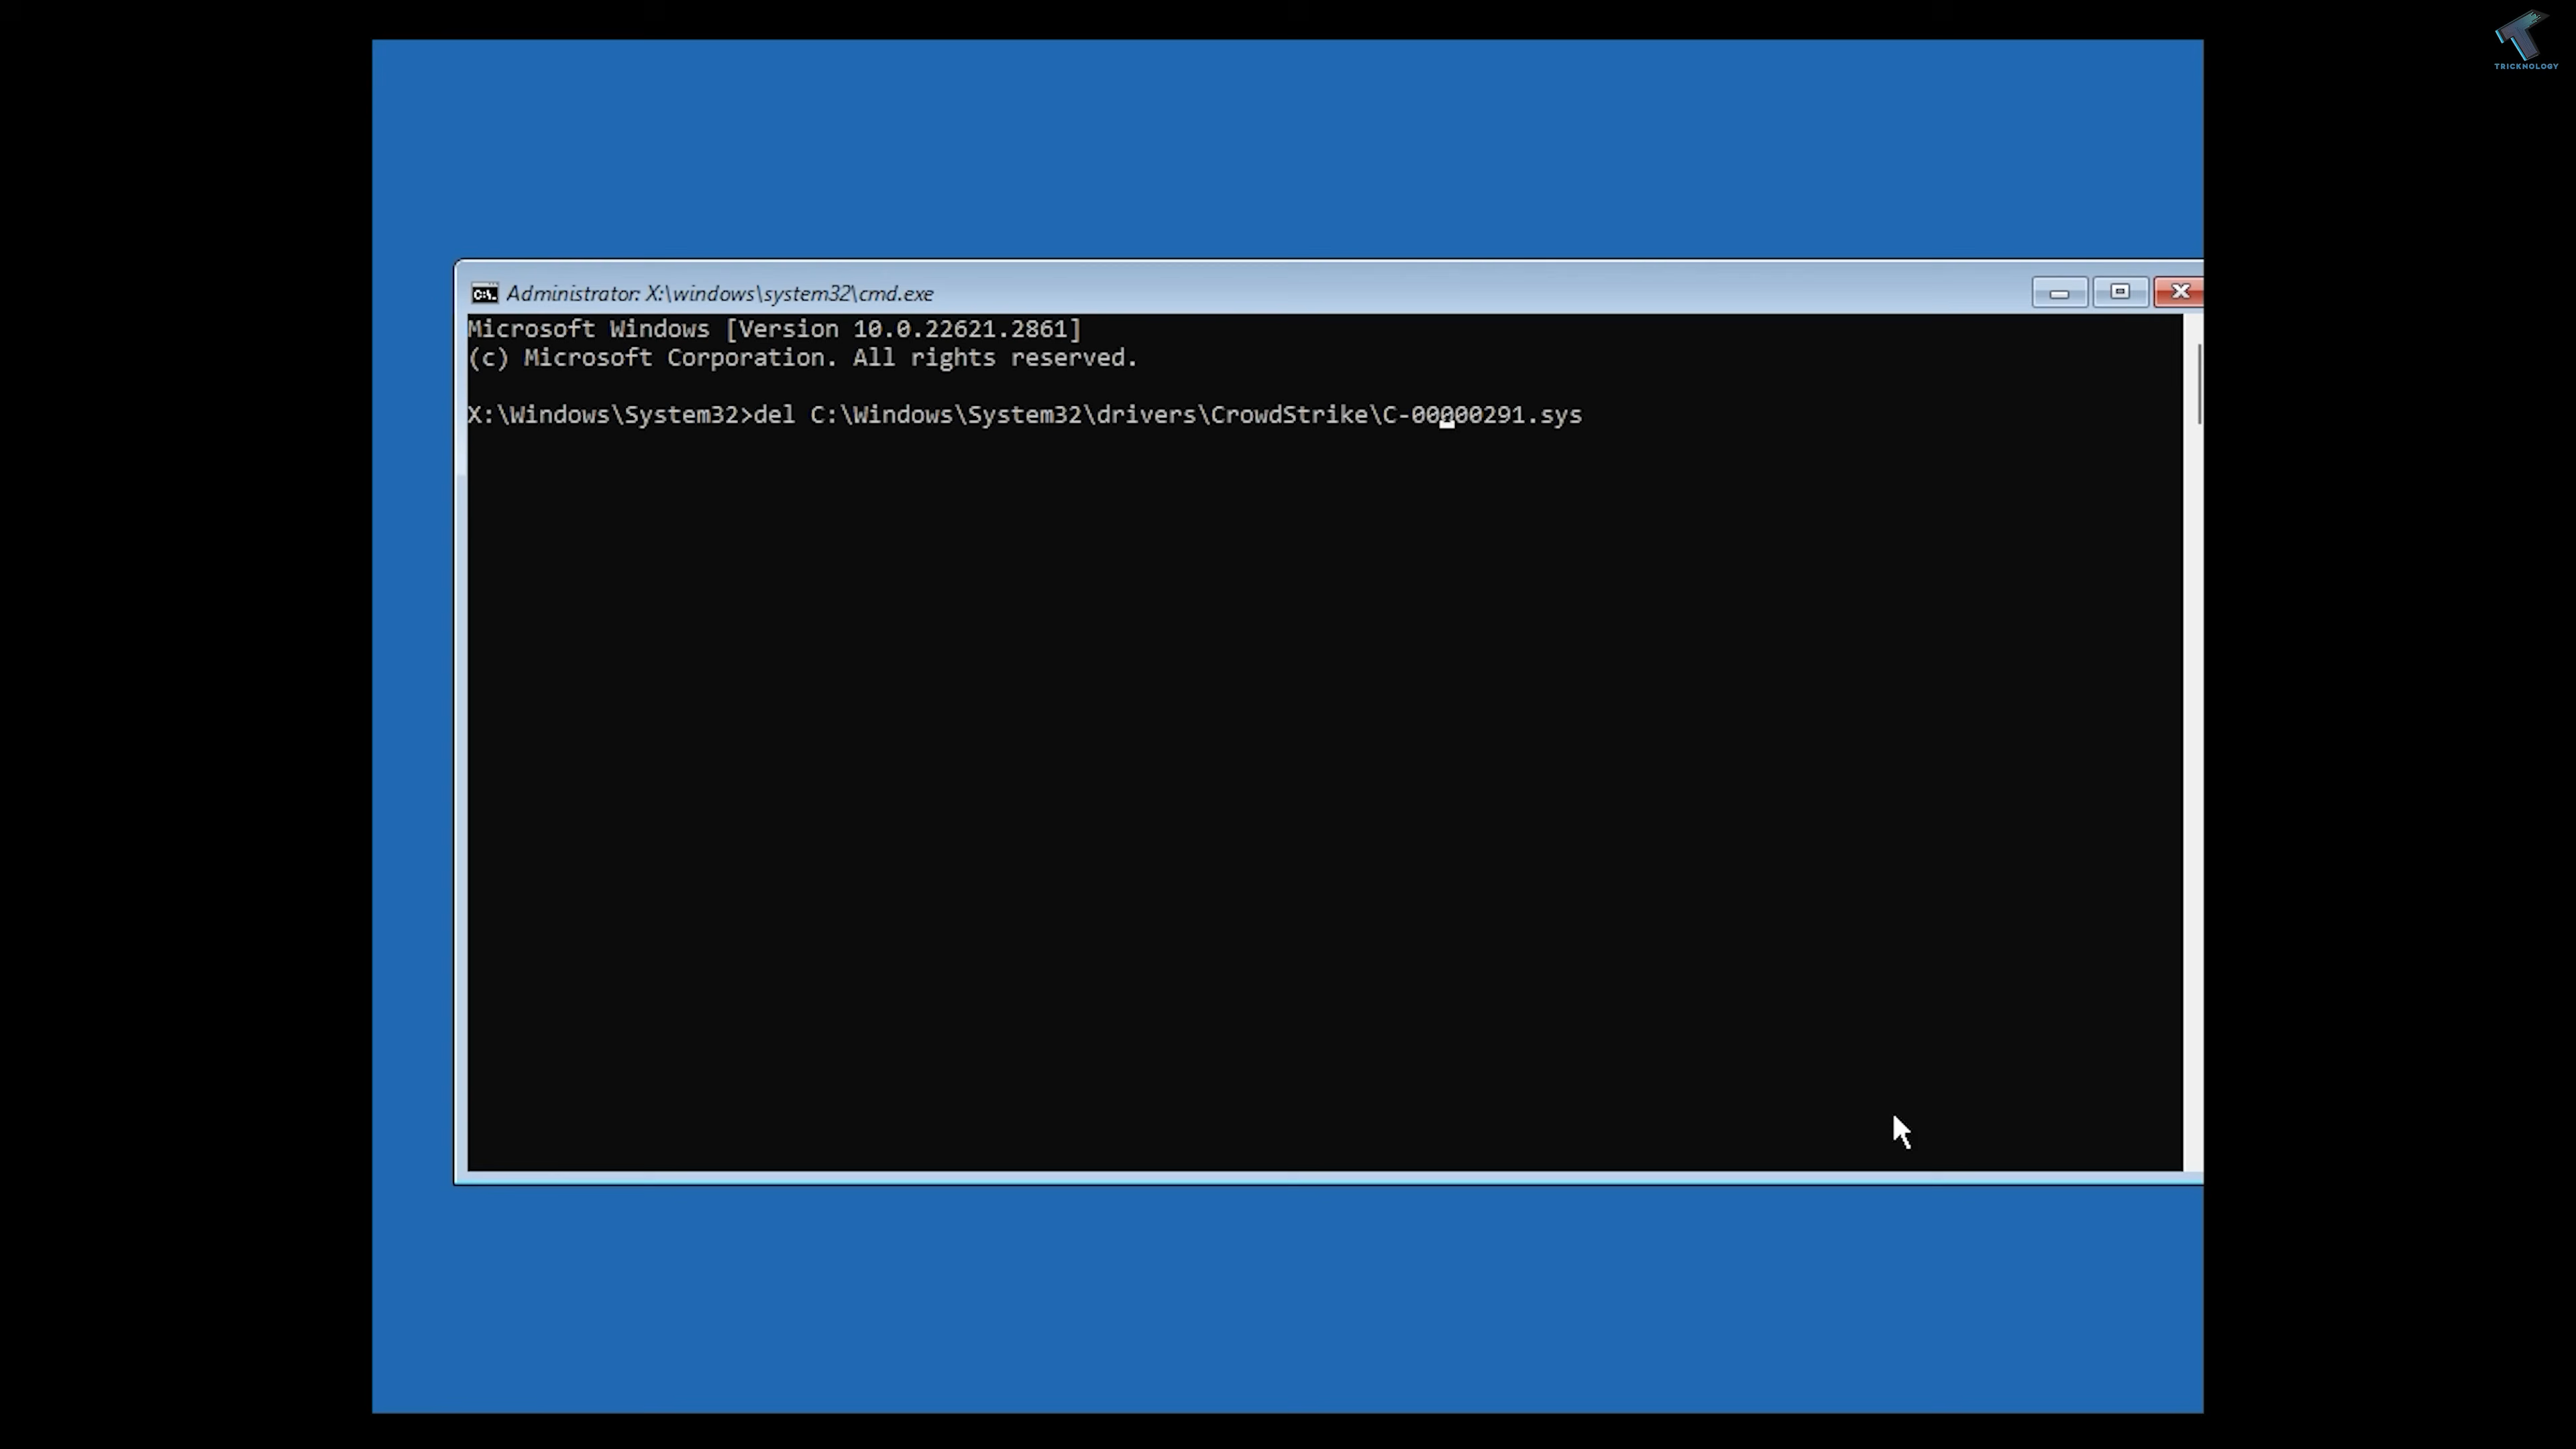 TRICKNOLOGY
Administrator: X:\windows\system32\cmd.exe
Microsoft Windows [Version 10.0.22621.2861]
(c) Microsoft Corporation. All rights reserved.
X:\Windows\System32>del C:\Windows\System32\drivers\CrowdStrike\C-00000291.sys